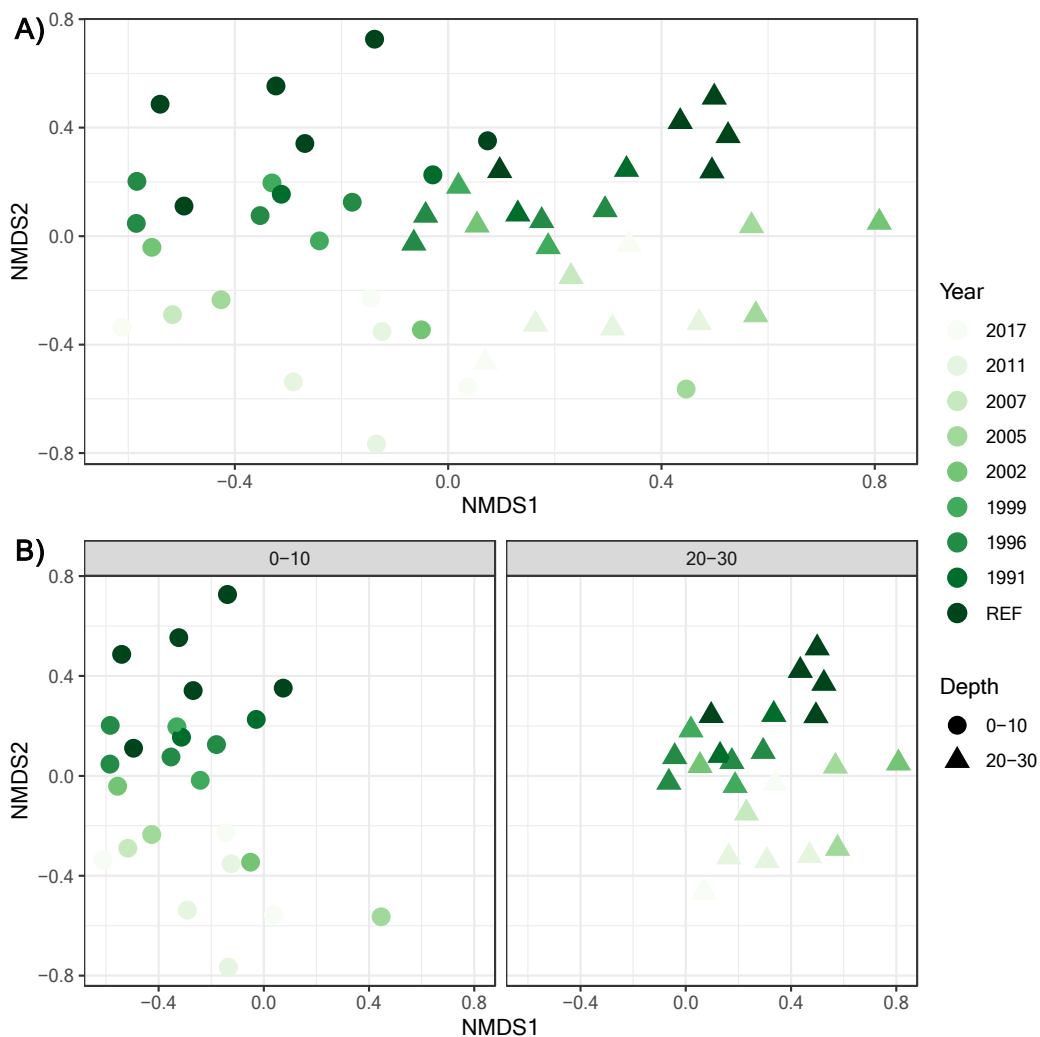 A)
0.8
0.4
0.0
−0.4
−0.8
NMDS2
−0.4 0.0 0.4 0.8
NMDS1
Year
2017
2011
2007
2005
2002
1999
1996
1991
REF
Depth
0−10
20−30
B)
0−10 20−30
0.8
0.4
0.0
−0.4
−0.8
NMDS2
−0.4 0.0 0.4 0.8 −0.4 0.0 0.4 0.8
NMDS1